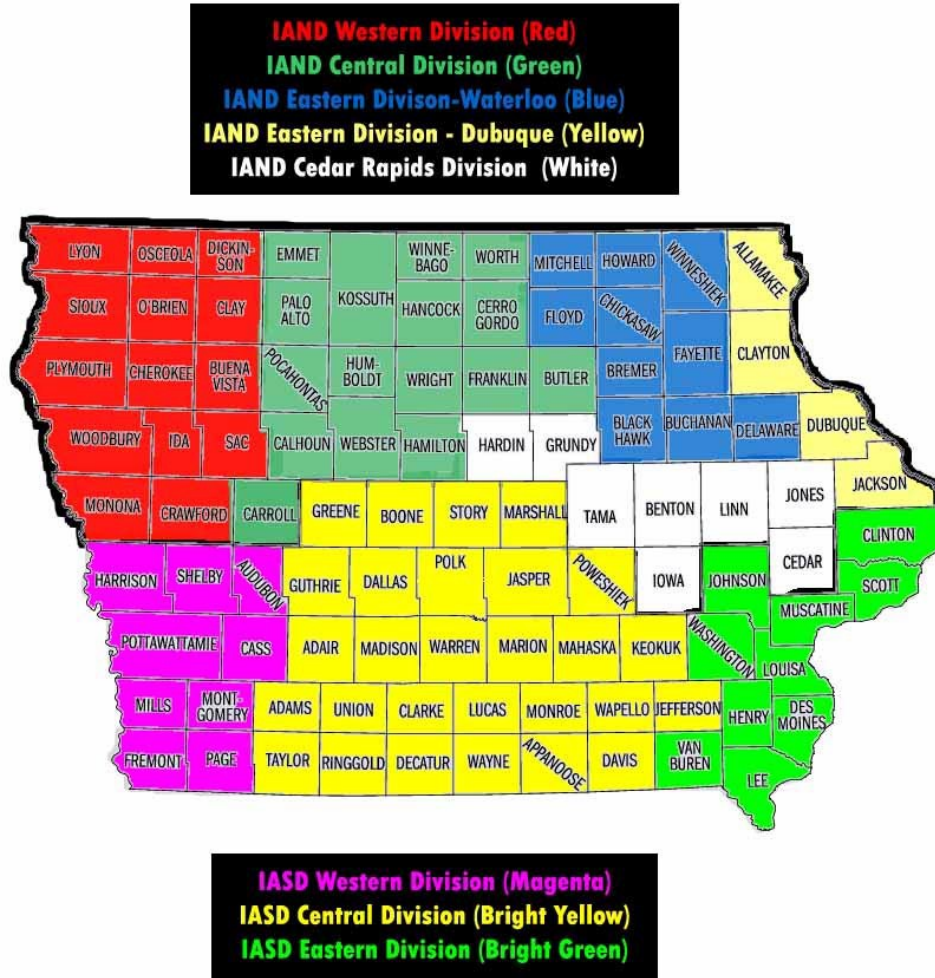 IAND Western Division (Red)
IAND Central Division (Green)
IAND Eastern Divison-Waterloo (Blue)
IAND Eastern Division - Dubuque (Yellow)
IAND Cedar Rapids Division (White)
LYON
OSCEOLA
DICKIN-
SON
EMMET
KOSSUTH
WINNE-
BAGO
WORTH
MITCHELL
HOWARD
WINNESHIEK
ALLAMAKEE
SIOUX
O'BRIEN
CLAY
PALO
ALTO
HANCOCK
CERRO
GORDO
FLOYD
CHICKASAW
FAYETTE
CLAYTON
PLYMOUTH
CHEROKEE
BUENA
VISTA
POCAHONTAS
HUM-
BOLDT
WRIGHT
FRANKLIN
BUTLER
BREMER
WOODBURY
IDA
SAC
CALHOUN
WEBSTER
HAMILTON
HARDIN
GRUNDY
BLACK
HAWK
BUCHANAN
DELAWARE
DUBUQUE
MONONA
CRAWFORD
CARROLL
GREENE
BOONE
STORY
MARSHALL
TAMA
BENTON
LINN
JONES
JACKSON
CLINTON
HARRISON
SHELBY
AUDUBON
GUTHRIE
DALLAS
POLK
JASPER
POWESHIEK
IOWA
JOHNSON
CEDAR
SCOTT
MUSCATINE
POTTAWATTAMIE
CASS
ADAIR
MADISON
WARREN
MARION
MAHASKA
KEOKUK
WASHINGTON
LOUISA
MILLS
MONT-
GOMERY
ADAMS
UNION
CLARKE
LUCAS
MONROE
WAPELLO
JEFFERSON
HENRY
DES
MOINES
FREMONT
PAGE
TAYLOR
RINGGOLD
DECATUR
WAYNE
APPANOOSE
DAVIS
VAN
BUREN
LEE
IASD Western Division (Magenta)
IASD Central Division (Bright Yellow)
IASD Eastern Division (Bright Green)